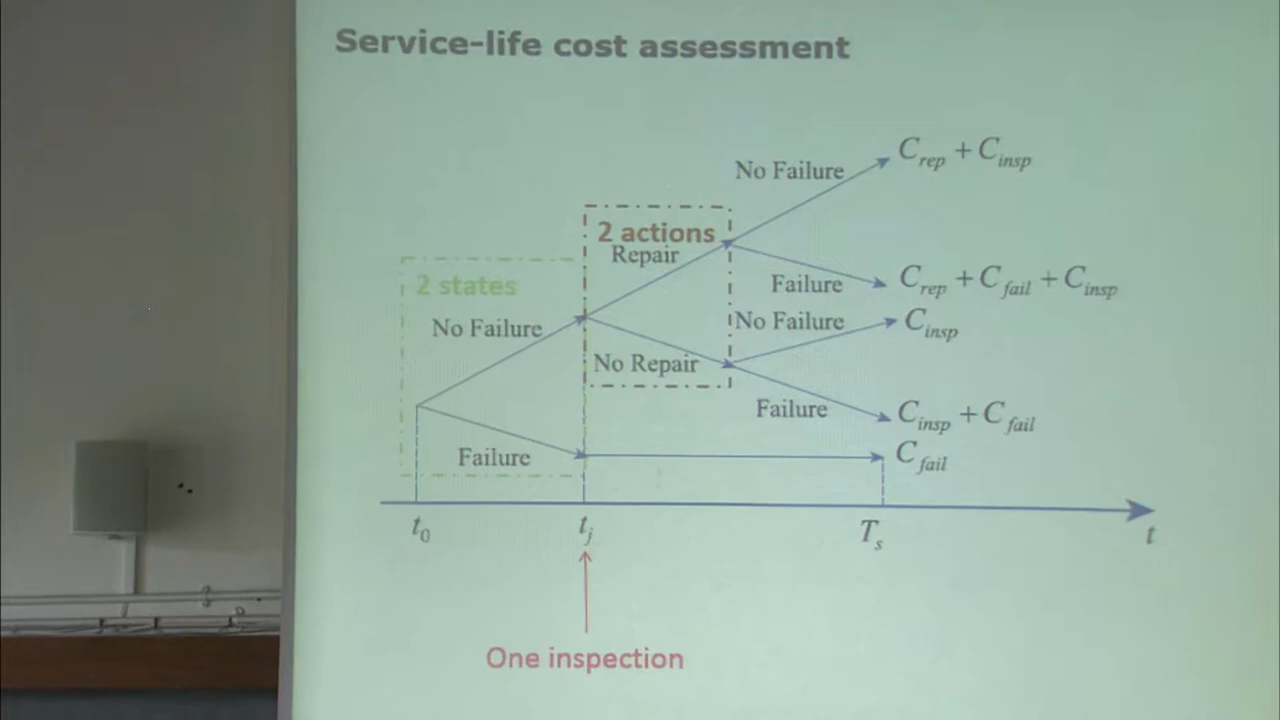 Service-life cost assessment
No Failure
C_rep + C_insp
2 actions
Repair
2 states
Failure
C_rep + C_fail + C_insp
No Failure
No Failure
C_insp
No Repair
Failure
C_insp + C_fail
Failure
C_fail
t_0
t_j
T_s
t
One inspection